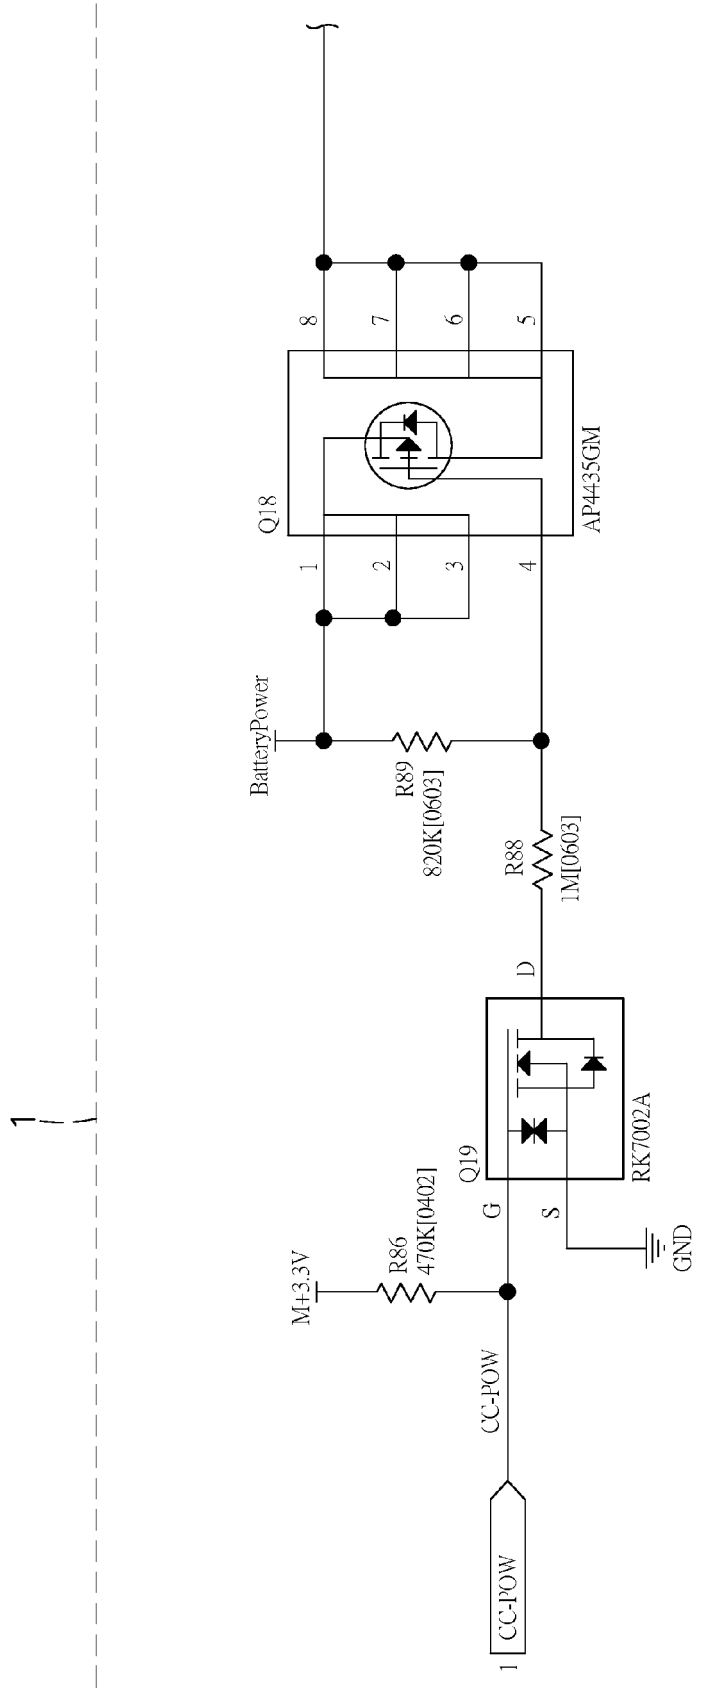 1
8
7
6
5
Q18
AP4435GM
1
2
3
4
BatteryPower
R89
820K[0603]
R88
1M[0603]
D
Q19
RK7002A
G
S
GND
M+3.3V
R86
470K[0402]
CC-POW
CC-POW
1